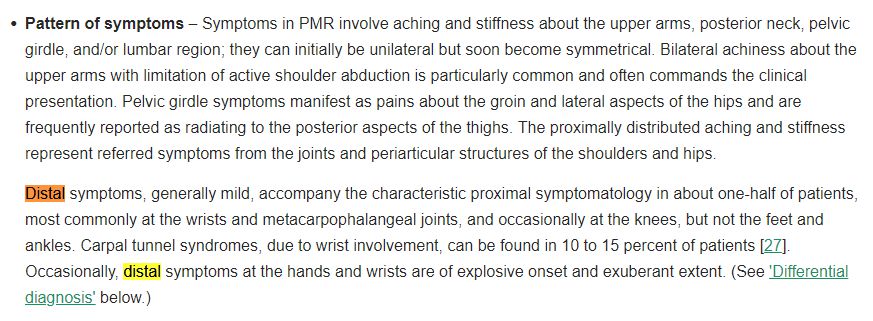 • Pattern of symptoms – Symptoms in PMR involve aching and stiffness about the upper arms, posterior neck, pelvic
girdle, and/or lumbar region; they can initially be unilateral but soon become symmetrical. Bilateral achiness about the
upper arms with limitation of active shoulder abduction is particularly common and often commands the clinical
presentation. Pelvic girdle symptoms manifest as pains about the groin and lateral aspects of the hips and are
frequently reported as radiating to the posterior aspects of the thighs. The proximally distributed aching and stiffness
represent referred symptoms from the joints and periarticular structures of the shoulders and hips.
Distal symptoms, generally mild, accompany the characteristic proximal symptomatology in about one-half of patients,
most commonly at the wrists and metacarpophalangeal joints, and occasionally at the knees, but not the feet and
ankles. Carpal tunnel syndromes, due to wrist involvement, can be found in 10 to 15 percent of patients [27].
Occasionally, distal symptoms at the hands and wrists are of explosive onset and exuberant extent. (See 'Differential
diagnosis' below.)